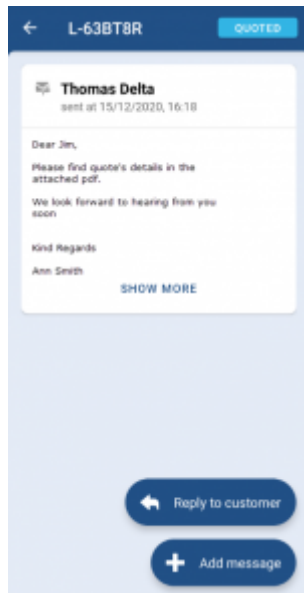 L-63BT8R
QUOTED
Thomas Delta
sent at 15/12/2020, 16:18
Dear Jim,
Please find quote's details in the
attached pdf.
We look forward to hearing from you
soon
Kind Regards
Ann Smith
SHOW MORE
Reply to customer
Add message